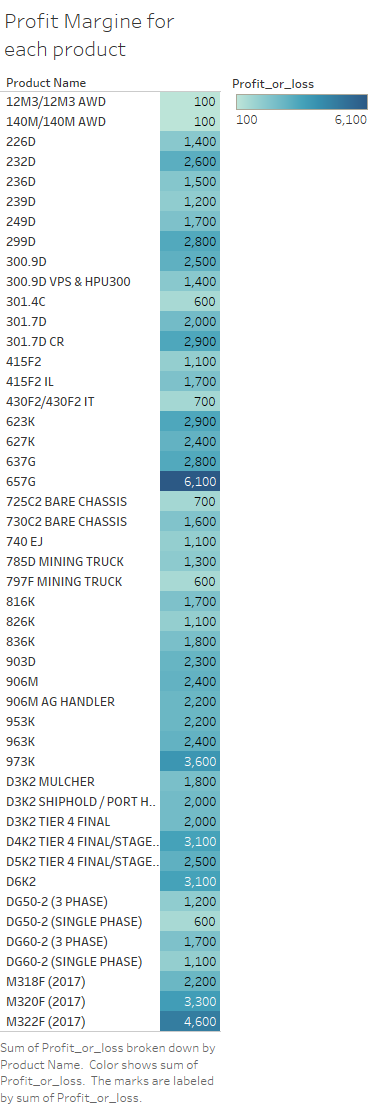 Profit Margine for
each product
Product Name
Profit_or_loss
100 6,100
12M3/12M3 AWD 100
140M/140M AWD 100
226D 1,400
232D 2,600
236D 1,500
239D 1,200
249D 1,700
299D 2,800
300.9D 2,500
300.9D VPS & HPU300 1,400
301.4C 600
301.7D 2,000
301.7D CR 2,900
415F2 1,100
415F2 IL 1,700
430F2/430F2 IT 700
623K 2,900
627K 2,400
637G 2,800
657G 6,100
725C2 BARE CHASSIS 700
730C2 BARE CHASSIS 1,600
740 EJ 1,100
785D MINING TRUCK 1,300
797F MINING TRUCK 600
816K 1,700
826K 1,100
836K 1,800
903D 2,300
906M 2,400
906M AG HANDLER 2,200
953K 2,200
963K 2,400
973K 3,600
D3K2 MULCHER 1,800
D3K2 SHIPHOLD / PORT H.. 2,000
D3K2 TIER 4 FINAL 2,000
D4K2 TIER 4 FINAL/STAGE.. 3,100
D5K2 TIER 4 FINAL/STAGE.. 2,500
D6K2 3,100
DG50-2 (3 PHASE) 1,200
DG50-2 (SINGLE PHASE) 600
DG60-2 (3 PHASE) 1,700
DG60-2 (SINGLE PHASE) 1,100
M318F (2017) 2,200
M320F (2017) 3,300
M322F (2017) 4,600
Sum of Profit_or_loss broken down by
Product Name. Color shows sum of
Profit_or_loss. The marks are labeled
by sum of Profit_or_loss.